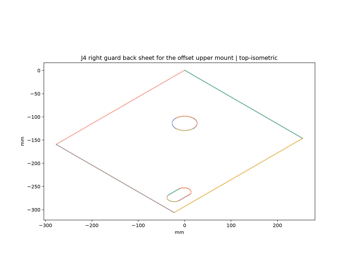 J4 right guard back sheet for the offset upper mount | top-isometric
0
−50
−100
−150
−200
−250
−300
mm
−300 −200 −100 0 100 200
mm